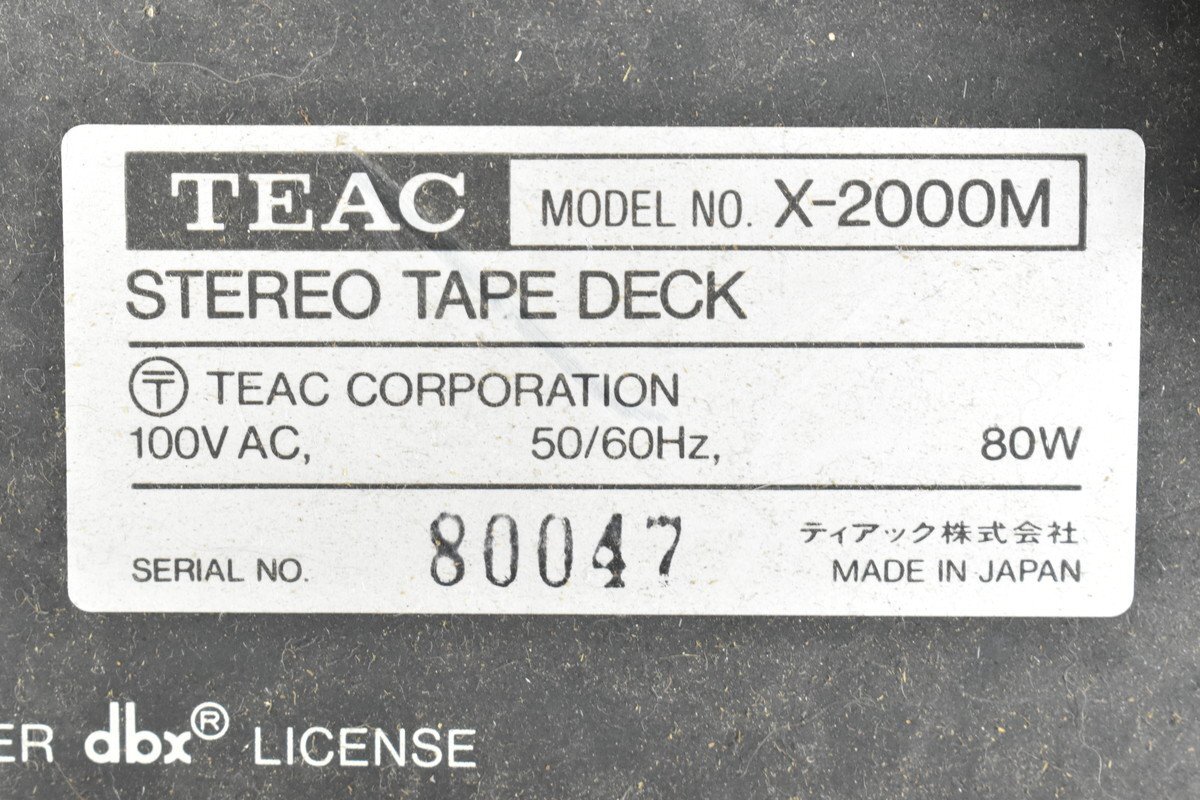 TEAC MODEL NO. X-2000M
STEREO TAPE DECK
〒 TEAC CORPORATION
100V AC, 50/60Hz, 80W
ティアック株式会社
SERIAL NO. 80047 MADE IN JAPAN
ER dbx® LICENSE